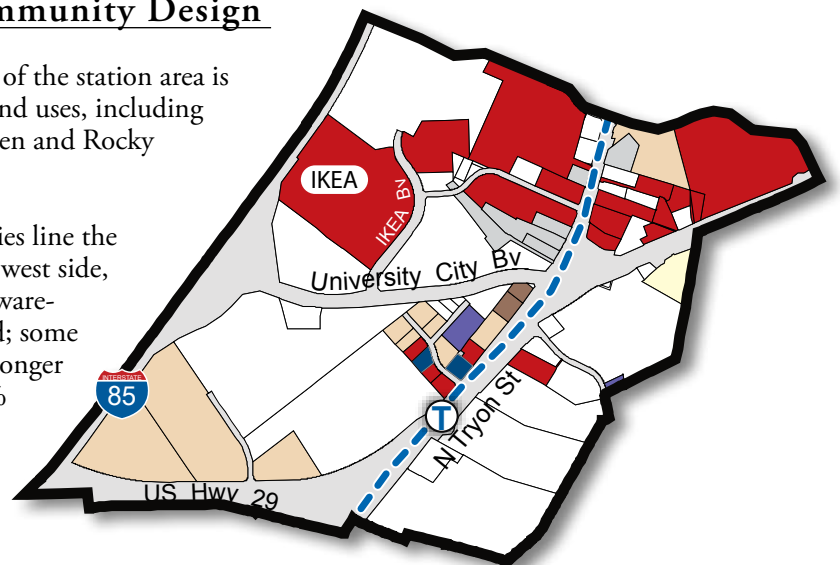 mmunity Design
of the station area is
nd uses, including
en and Rocky
ies line the
west side,
ware-
d; some
onger
%
IKEA
IKEA Bv
University City Bv
INTERSTATE
85
T
N Tryon St
US Hwy 29